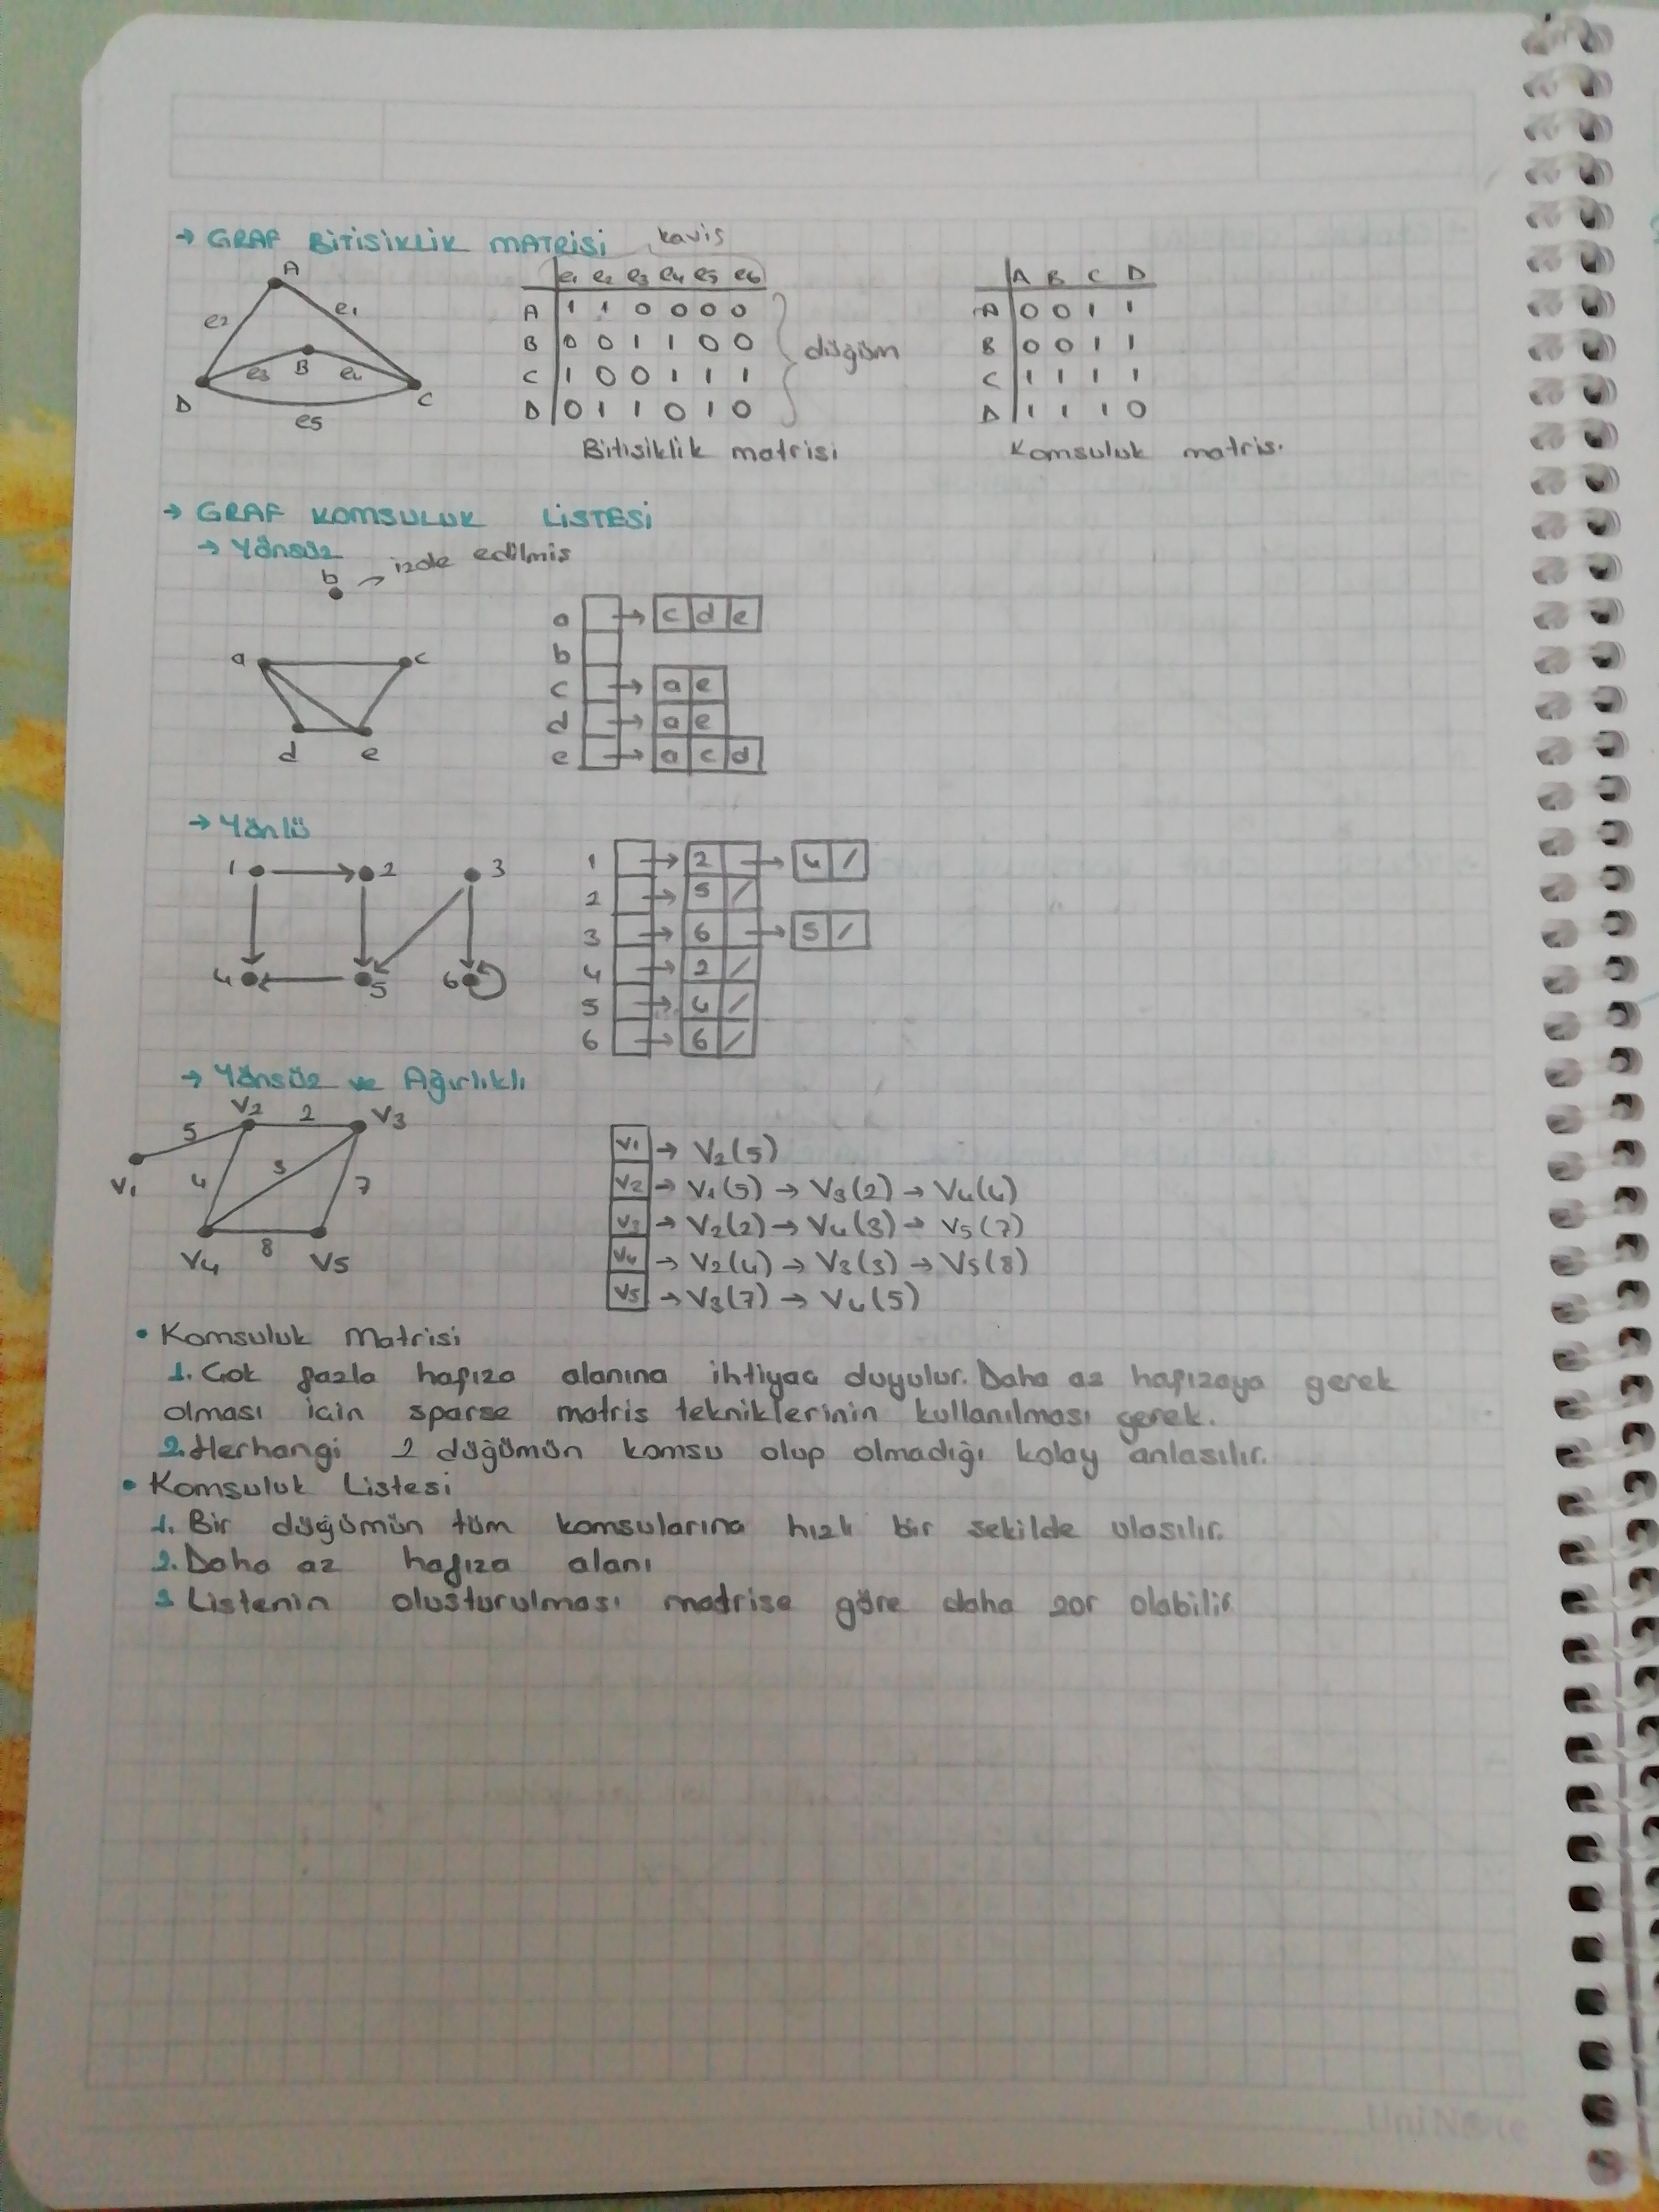 → GRAF BİTİSİKLİK MATRİSİ kavis
A
e2 e1
e3 B e4
D C
e5
e1 e2 e3 e4 e5 e6
A 1 1 0 0 0 0
B 0 0 1 1 0 0
C 1 0 0 1 1 1
D 0 1 1 0 1 0
düğüm
Bitisiklik matrisi
A B C D
A 0 0 1 1
B 0 0 1 1
C 1 1 1 1
D 1 1 1 0
Komsuluk matris.
→ GRAF KOMSULUK LİSTESİ
→ Yönsüz
b → izole edilmis
a c
d e
a → c d e
b
c → a e
d → a e
e → a c d
→ Yönlü
1 2 3
4 5 6
1 → 2 → 4 /
2 → 5 /
3 → 6 → 5 /
4 → 2 /
5 → 4 /
6 → 6 /
→ Yönsüz ve Ağırlıklı
V2 2 V3
5
V1 4 3 7
V4 8 V5
V1 → V2(5)
V2 → V1(5) → V3(2) → V4(4)
V3 → V2(2) → V4(3) → V5(7)
V4 → V2(4) → V3(3) → V5(8)
V5 → V3(7) → V4(5)
• Komsuluk Matrisi
1. Cok fazla hafıza alanına ihtiyac duyulur. Daha az hafızaya gerek
olması icin sparse matris tekniklerinin kullanılması gerek.
2. Herhangi 2 düğümün komsu olup olmadığı kolay anlasılır.
• Komsuluk Listesi
1. Bir düğümün tüm komsularına hızlı bir sekilde ulasılır.
2. Daha az hafıza alanı
3 Listenin olusturulması matrise göre daha zor olabilir
UniNote